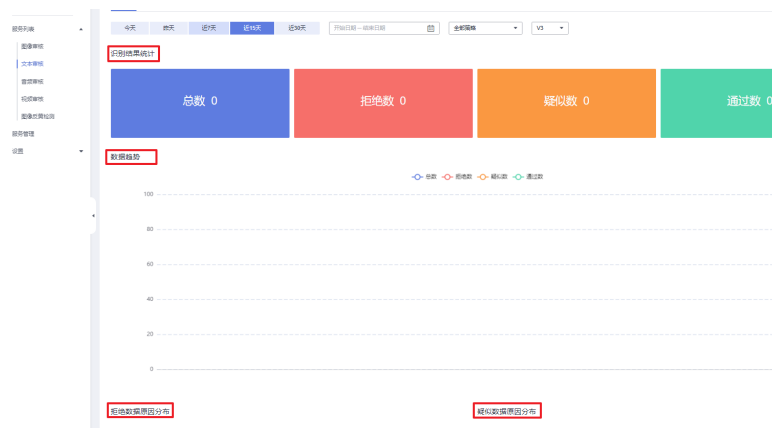 服务列表
图像审核
文本审核
音频审核
视频审核
图像批量检测
服务管理
设置
今天 昨天 近7天 近15天 近30天 开始日期 – 结束日期 全部策略 V3
识别结果统计
总数 0 拒绝数 0 疑似数 0 通过数 0
数据趋势
总数 拒绝数 疑似数 通过数
100
80
60
40
20
0
拒绝数据原因分布 疑似数据原因分布